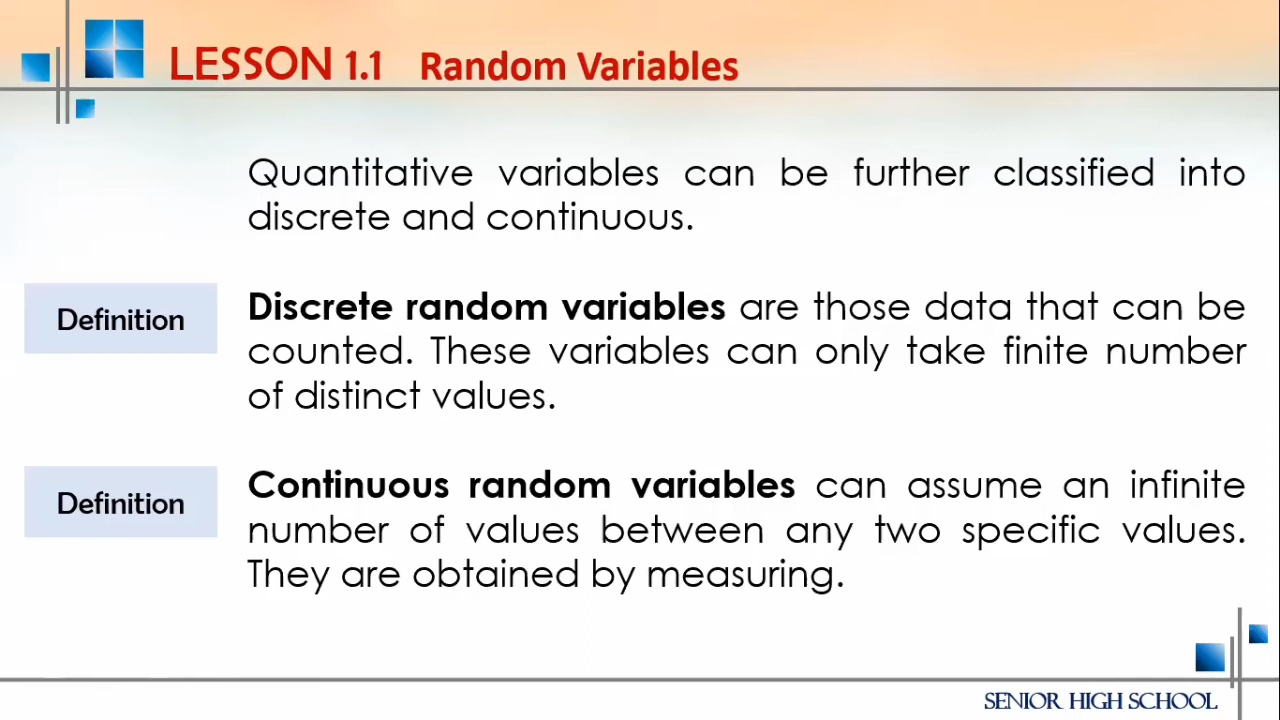 LESSON 1.1 Random Variables
Quantitative variables can be further classified into
discrete and continuous.
Definition
Discrete random variables are those data that can be
counted. These variables can only take finite number
of distinct values.
Definition
Continuous random variables can assume an infinite
number of values between any two specific values.
They are obtained by measuring.
SENIOR HIGH SCHOOL